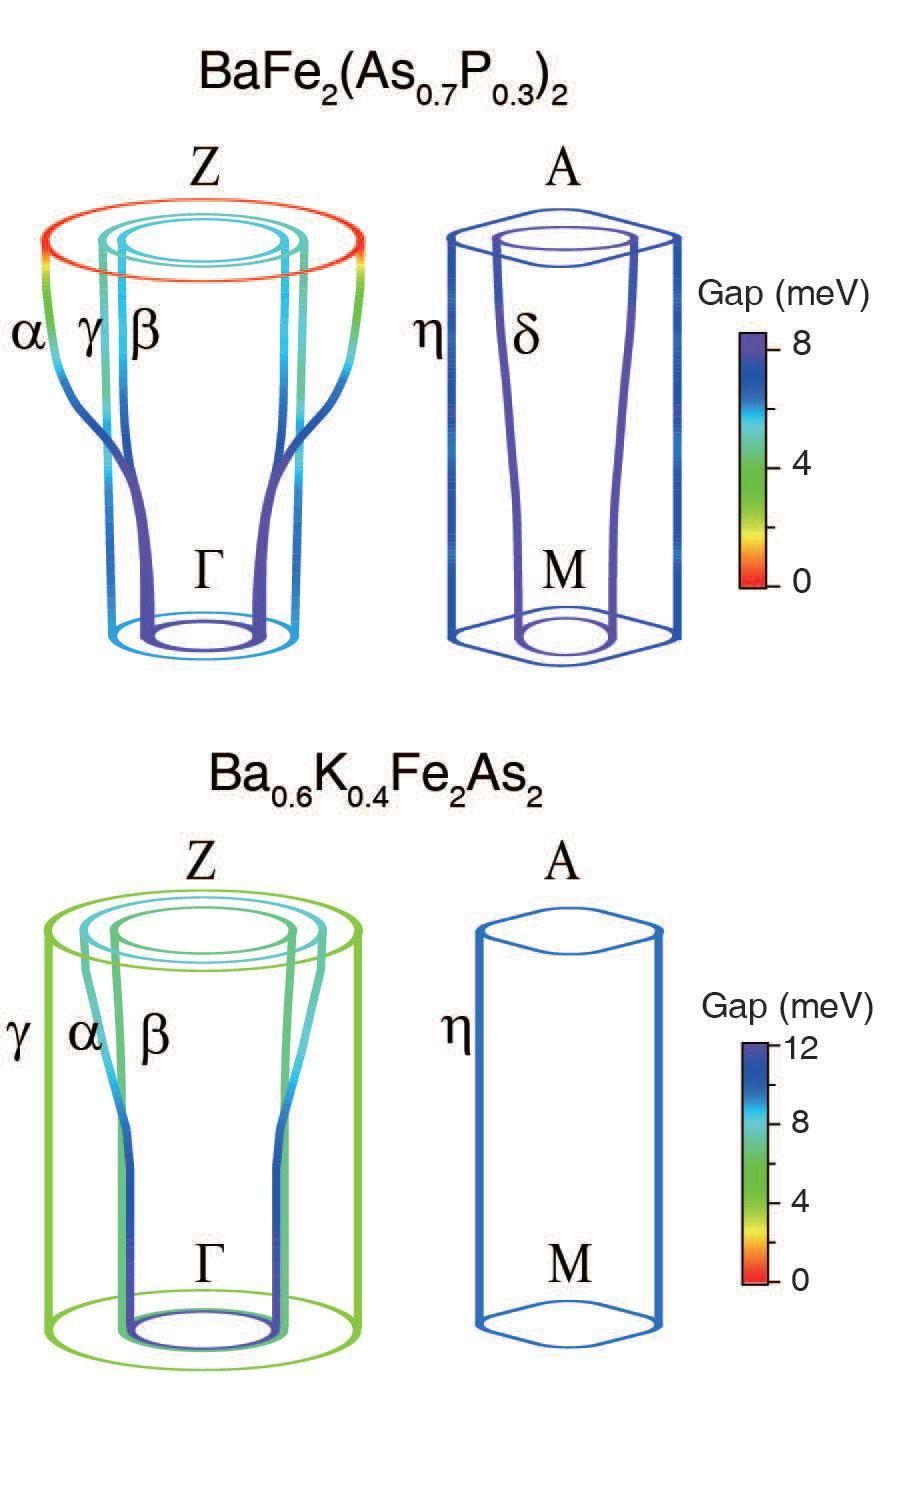 BaFe₂(As₀.₇P₀.₃)₂
Z A
Gap (meV)
α γ β η δ
8
4
0
Γ M
Ba₀.₆K₀.₄Fe₂As₂
Z A
Gap (meV)
γ α β η
12
8
4
0
Γ M